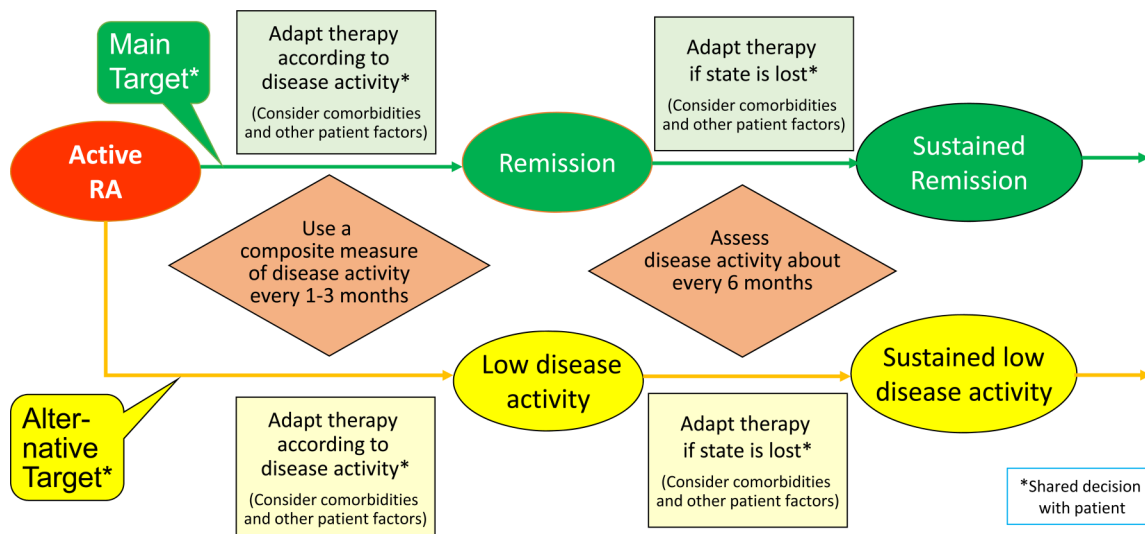 Main
Target*
Adapt therapy
according to
disease activity*
(Consider comorbidities
and other patient factors)
Adapt therapy
if state is lost*
(Consider comorbidities
and other patient factors)
Active
RA
Remission
Sustained
Remission
Use a
composite measure
of disease activity
every 1-3 months
Assess
disease activity about
every 6 months
Low disease
activity
Sustained low
disease activity
Alter-
native
Target*
Adapt therapy
according to
disease activity*
(Consider comorbidities
and other patient factors)
Adapt therapy
if state is lost*
(Consider comorbidities
and other patient factors)
*Shared decision
with patient